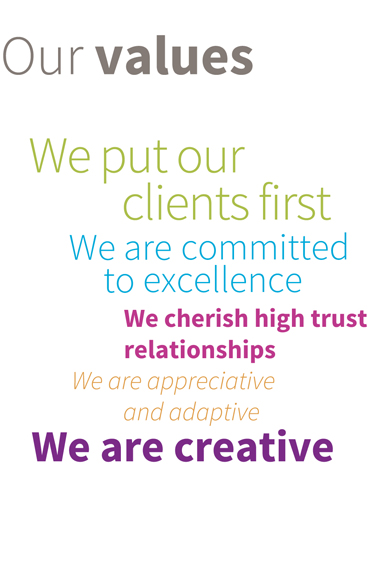 Our values
We put our
clients first
We are committed
to excellence
We cherish high trust
relationships
We are appreciative
and adaptive
We are creative